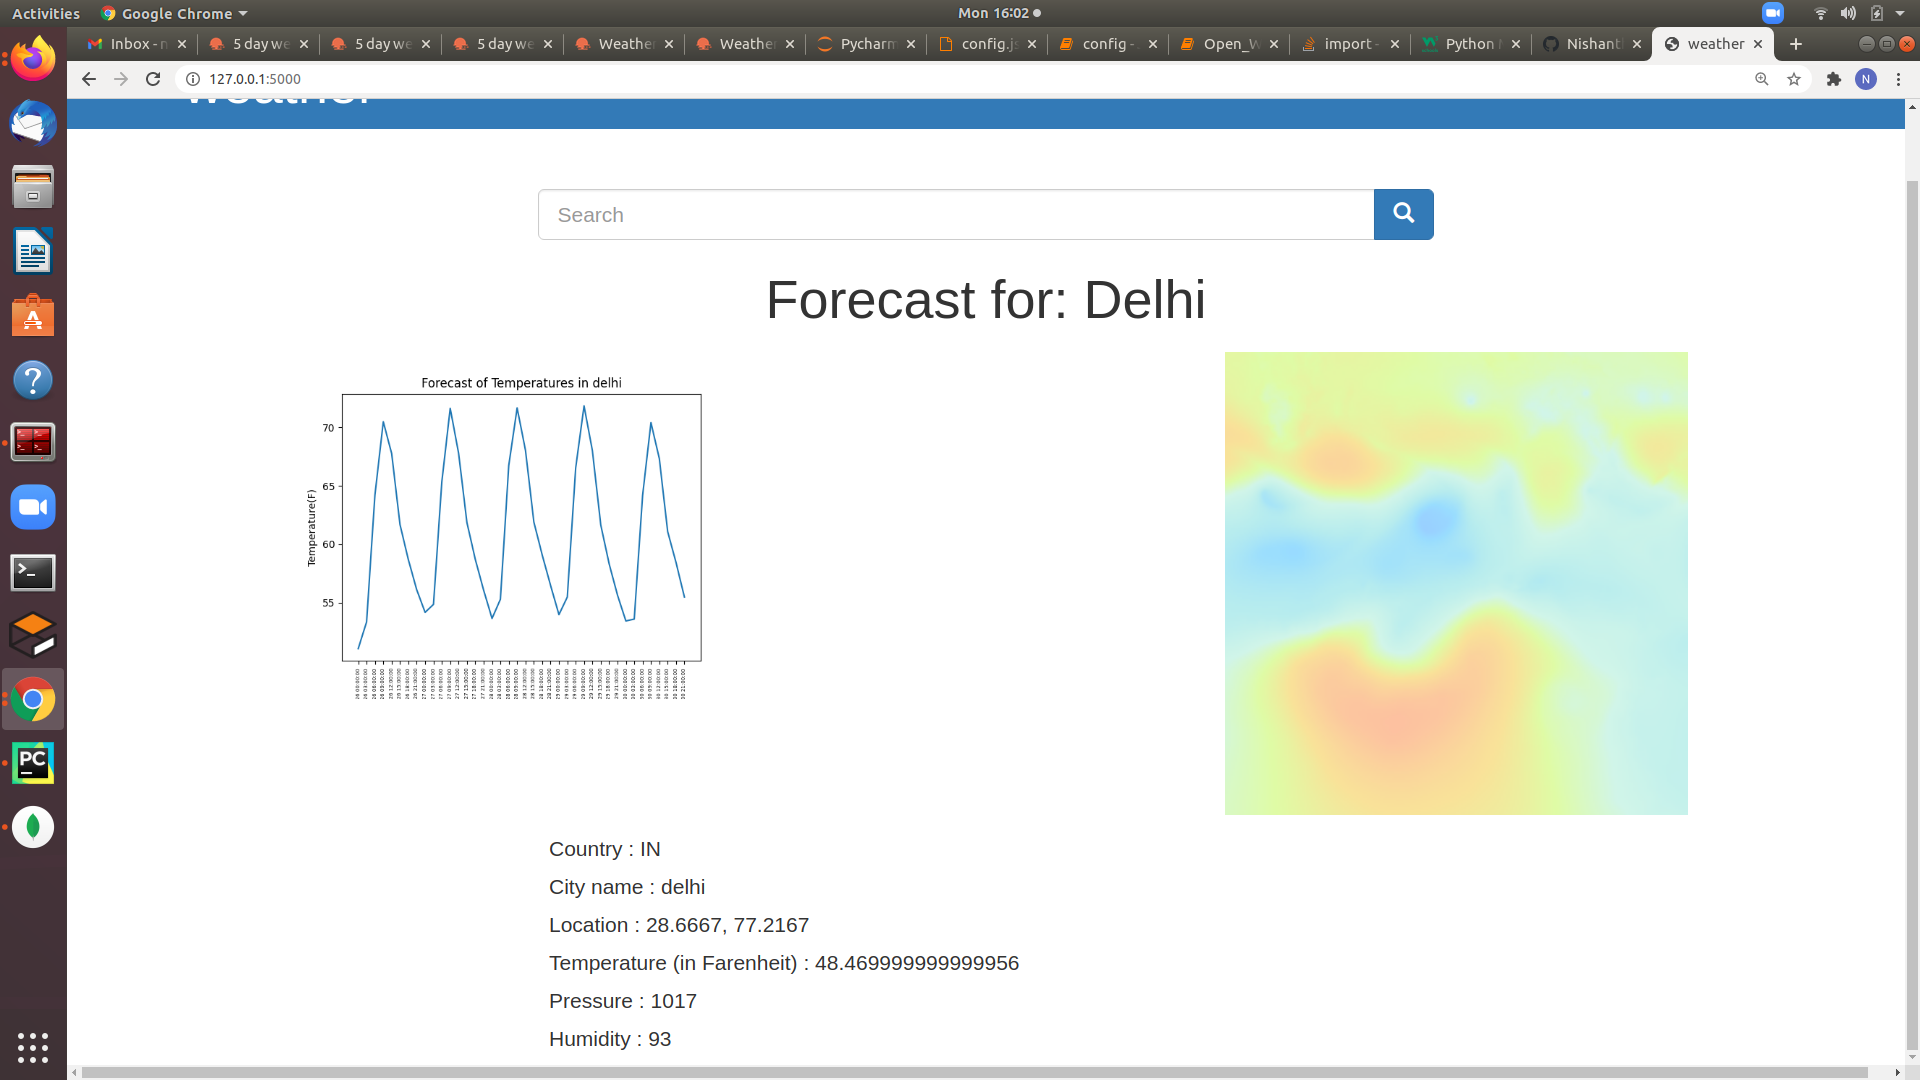 Activities Google Chrome Mon 16:02
Inbox - n 5 day we 5 day we 5 day we Weather Weather Pycharm config.js config - Open_W import - Python Nishant weather
127.0.0.1:5000
Search
Forecast for: Delhi
Forecast of Temperatures in delhi
Temperature(F)
70
65
60
55
Country : IN
City name : delhi
Location : 28.6667, 77.2167
Temperature (in Farenheit) : 48.469999999999956
Pressure : 1017
Humidity : 93
N
PC